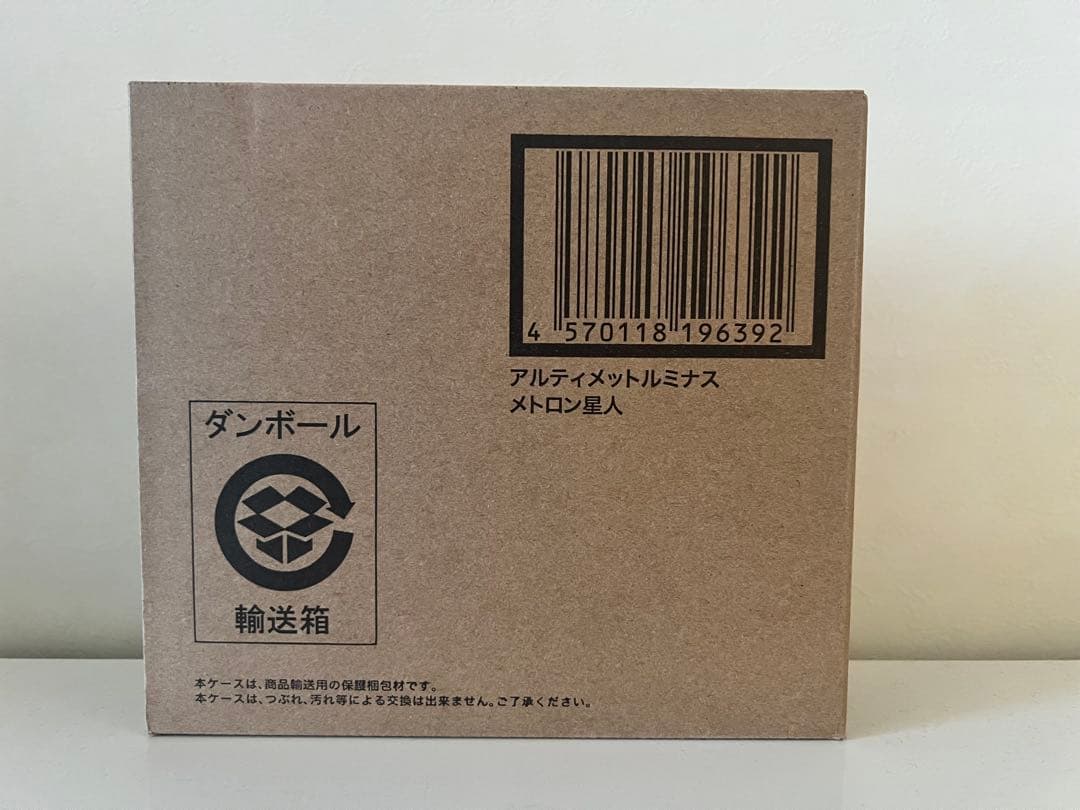 4 570118 196392
アルティメットルミナス
メトロン星人
ダンボール
輸送箱
本ケースは、商品輸送用の保護梱包材です。
本ケースは、つぶれ、汚れ等による交換は出来ません。ご了承ください。